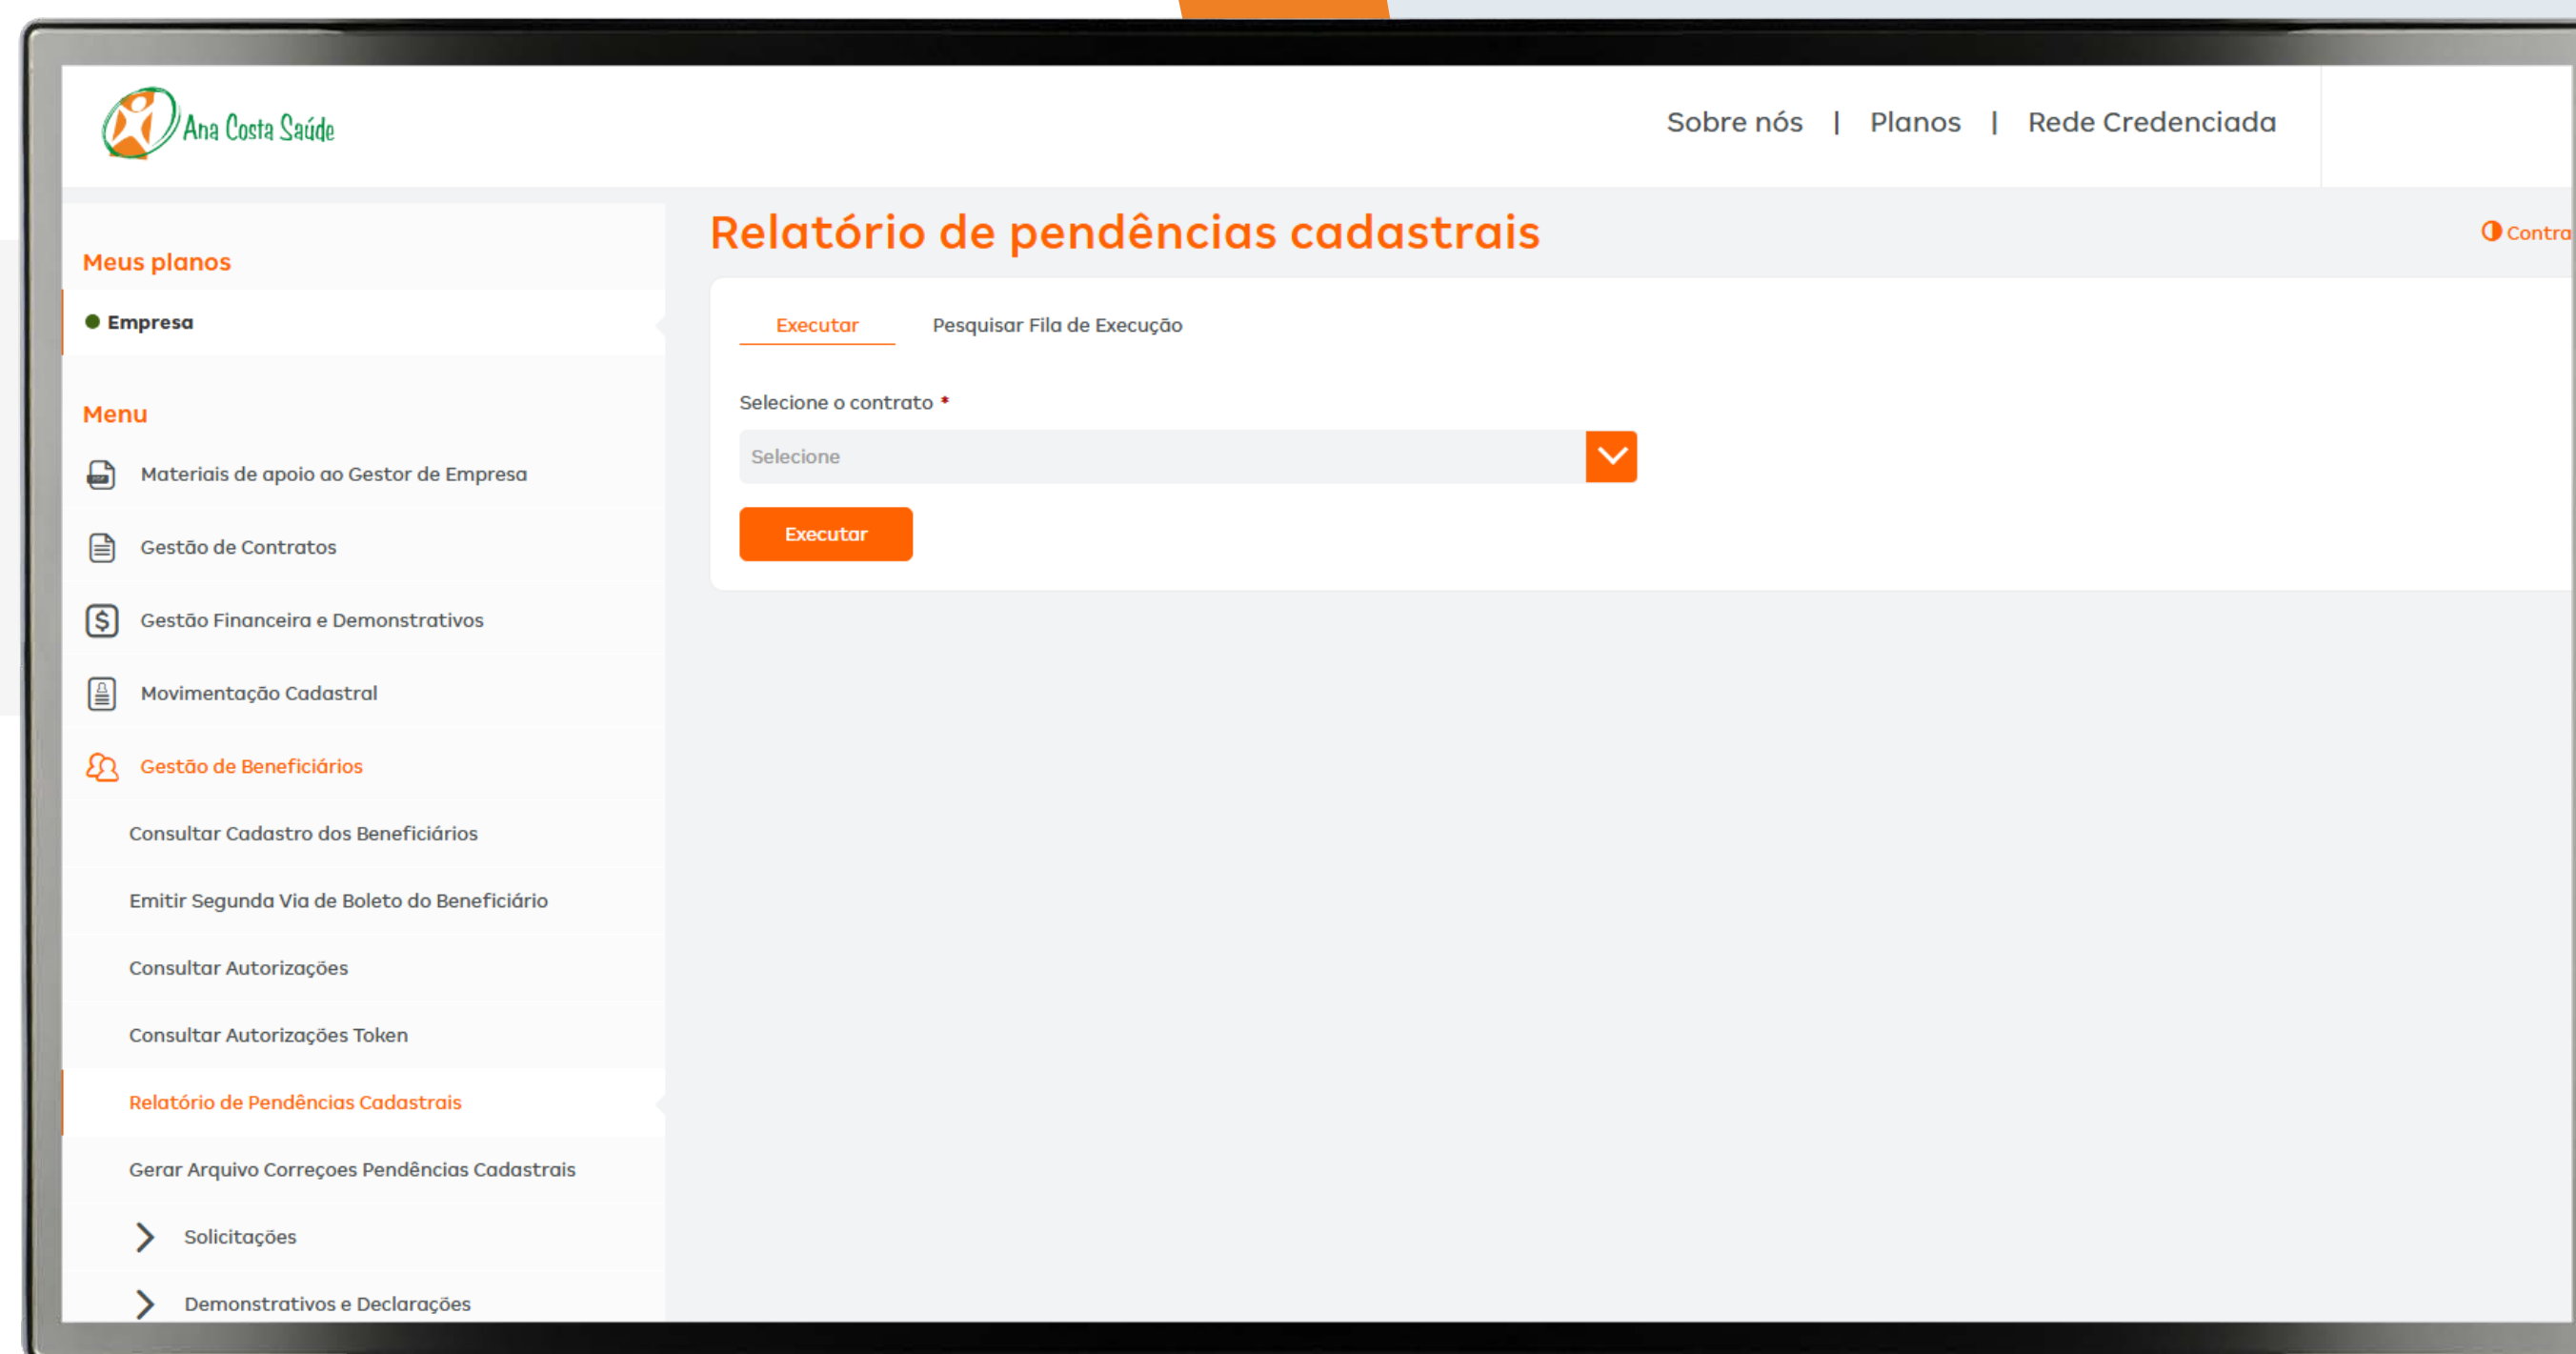 Ana Costa Saúde
Sobre nós | Planos | Rede Credenciada
Relatório de pendências cadastrais
Contra
Meus planos
Empresa
Menu
Materiais de apoio ao Gestor de Empresa
Gestão de Contratos
Gestão Financeira e Demonstrativos
Movimentação Cadastral
Gestão de Beneficiários
Consultar Cadastro dos Beneficiários
Emitir Segunda Via de Boleto do Beneficiário
Consultar Autorizações
Consultar Autorizações Token
Relatório de Pendências Cadastrais
Gerar Arquivo Correçoes Pendências Cadastrais
Solicitações
Demonstrativos e Declarações
Executar Pesquisar Fila de Execução
Selecione o contrato *
Selecione
Executar